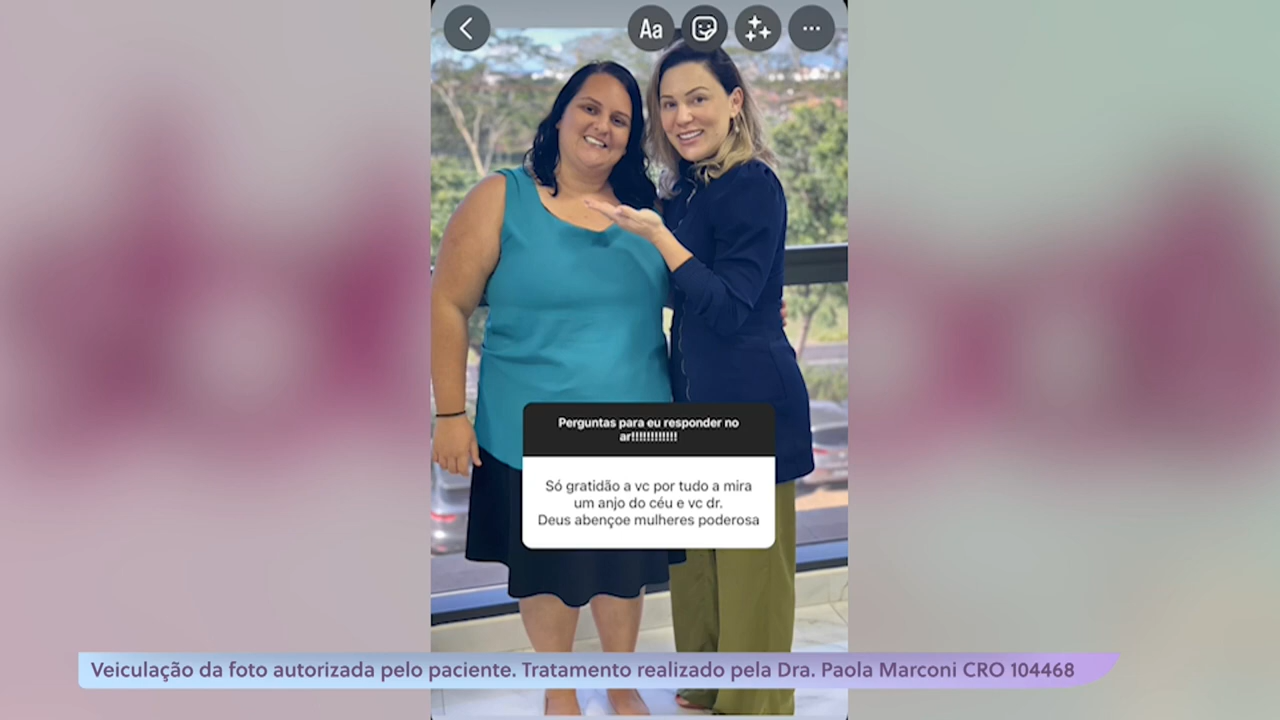 Aa
Perguntas para eu responder no
ar!!!!!!!!!!!!
Só gratidão a vc por tudo a mira
um anjo do céu e vc dr.
Deus abençoe mulheres poderosa
Veiculação da foto autorizada pelo paciente. Tratamento realizado pela Dra. Paola Marconi CRO 104468